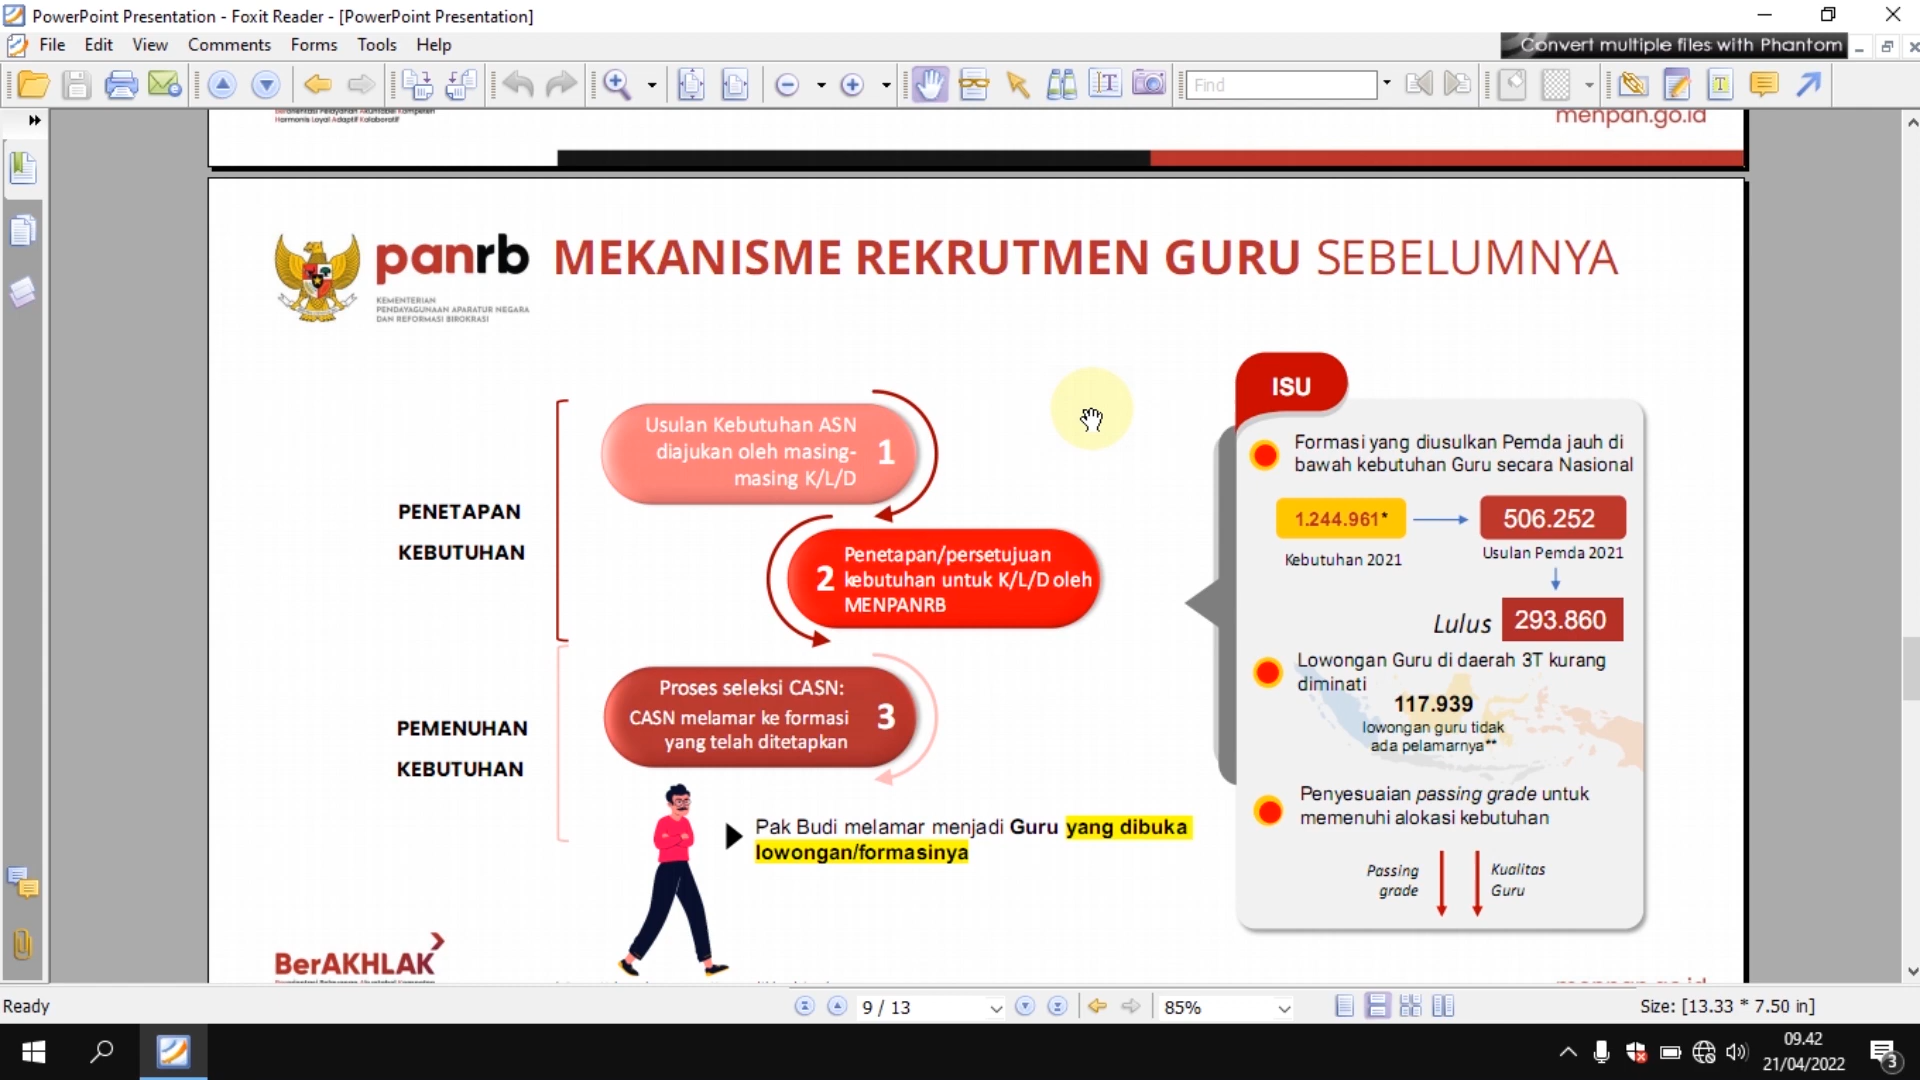 PowerPoint Presentation - Foxit Reader - [PowerPoint Presentation]
File Edit View Comments Forms Tools Help
Convert multiple files with Phantom
Find
Harmonis Loyal Adaptif Kolaboratif
menpan.go.id
panrb
KEMENTERIAN
PENDAYAGUNAAN APARATUR NEGARA
DAN REFORMASI BIROKRASI
MEKANISME REKRUTMEN GURU SEBELUMNYA
PENETAPAN
KEBUTUHAN
Usulan Kebutuhan ASN
diajukan oleh masing-
masing K/L/D
1
2
Penetapan/persetujuan
kebutuhan untuk K/L/D oleh
MENPANRB
PEMENUHAN
KEBUTUHAN
Proses seleksi CASN:
CASN melamar ke formasi
yang telah ditetapkan
3
Pak Budi melamar menjadi Guru yang dibuka
lowongan/formasinya
ISU
Formasi yang diusulkan Pemda jauh di
bawah kebutuhan Guru secara Nasional
1.244.961*
506.252
Kebutuhan 2021
Usulan Pemda 2021
Lulus 293.860
Lowongan Guru di daerah 3T kurang
diminati
117.939
lowongan guru tidak
ada pelamarnya**
Penyesuaian passing grade untuk
memenuhi alokasi kebutuhan
Passing
grade
Kualitas
Guru
BerAKHLAK
Ready
9 / 13
85%
Size: [13.33 * 7.50 in]
09.42
21/04/2022
3